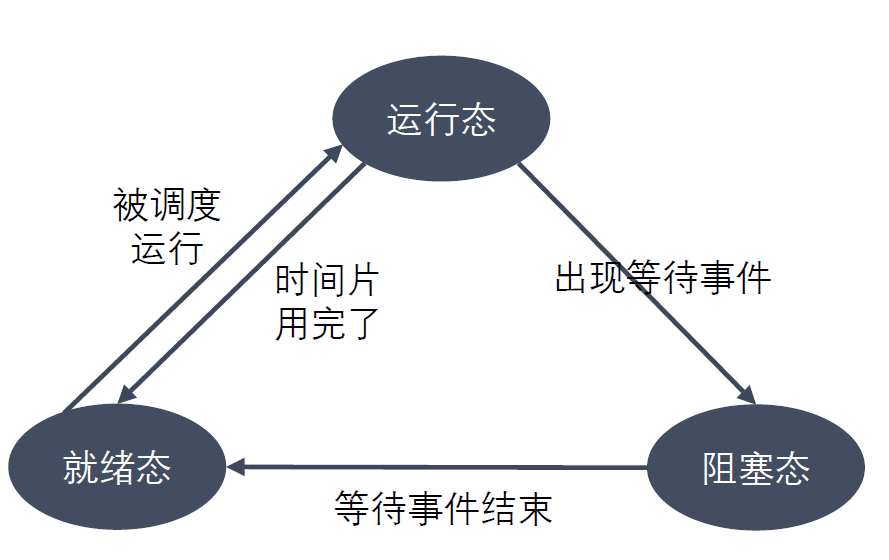 运行态
被调度
运行
时间片
用完了
出现等待事件
就绪态
阻塞态
等待事件结束